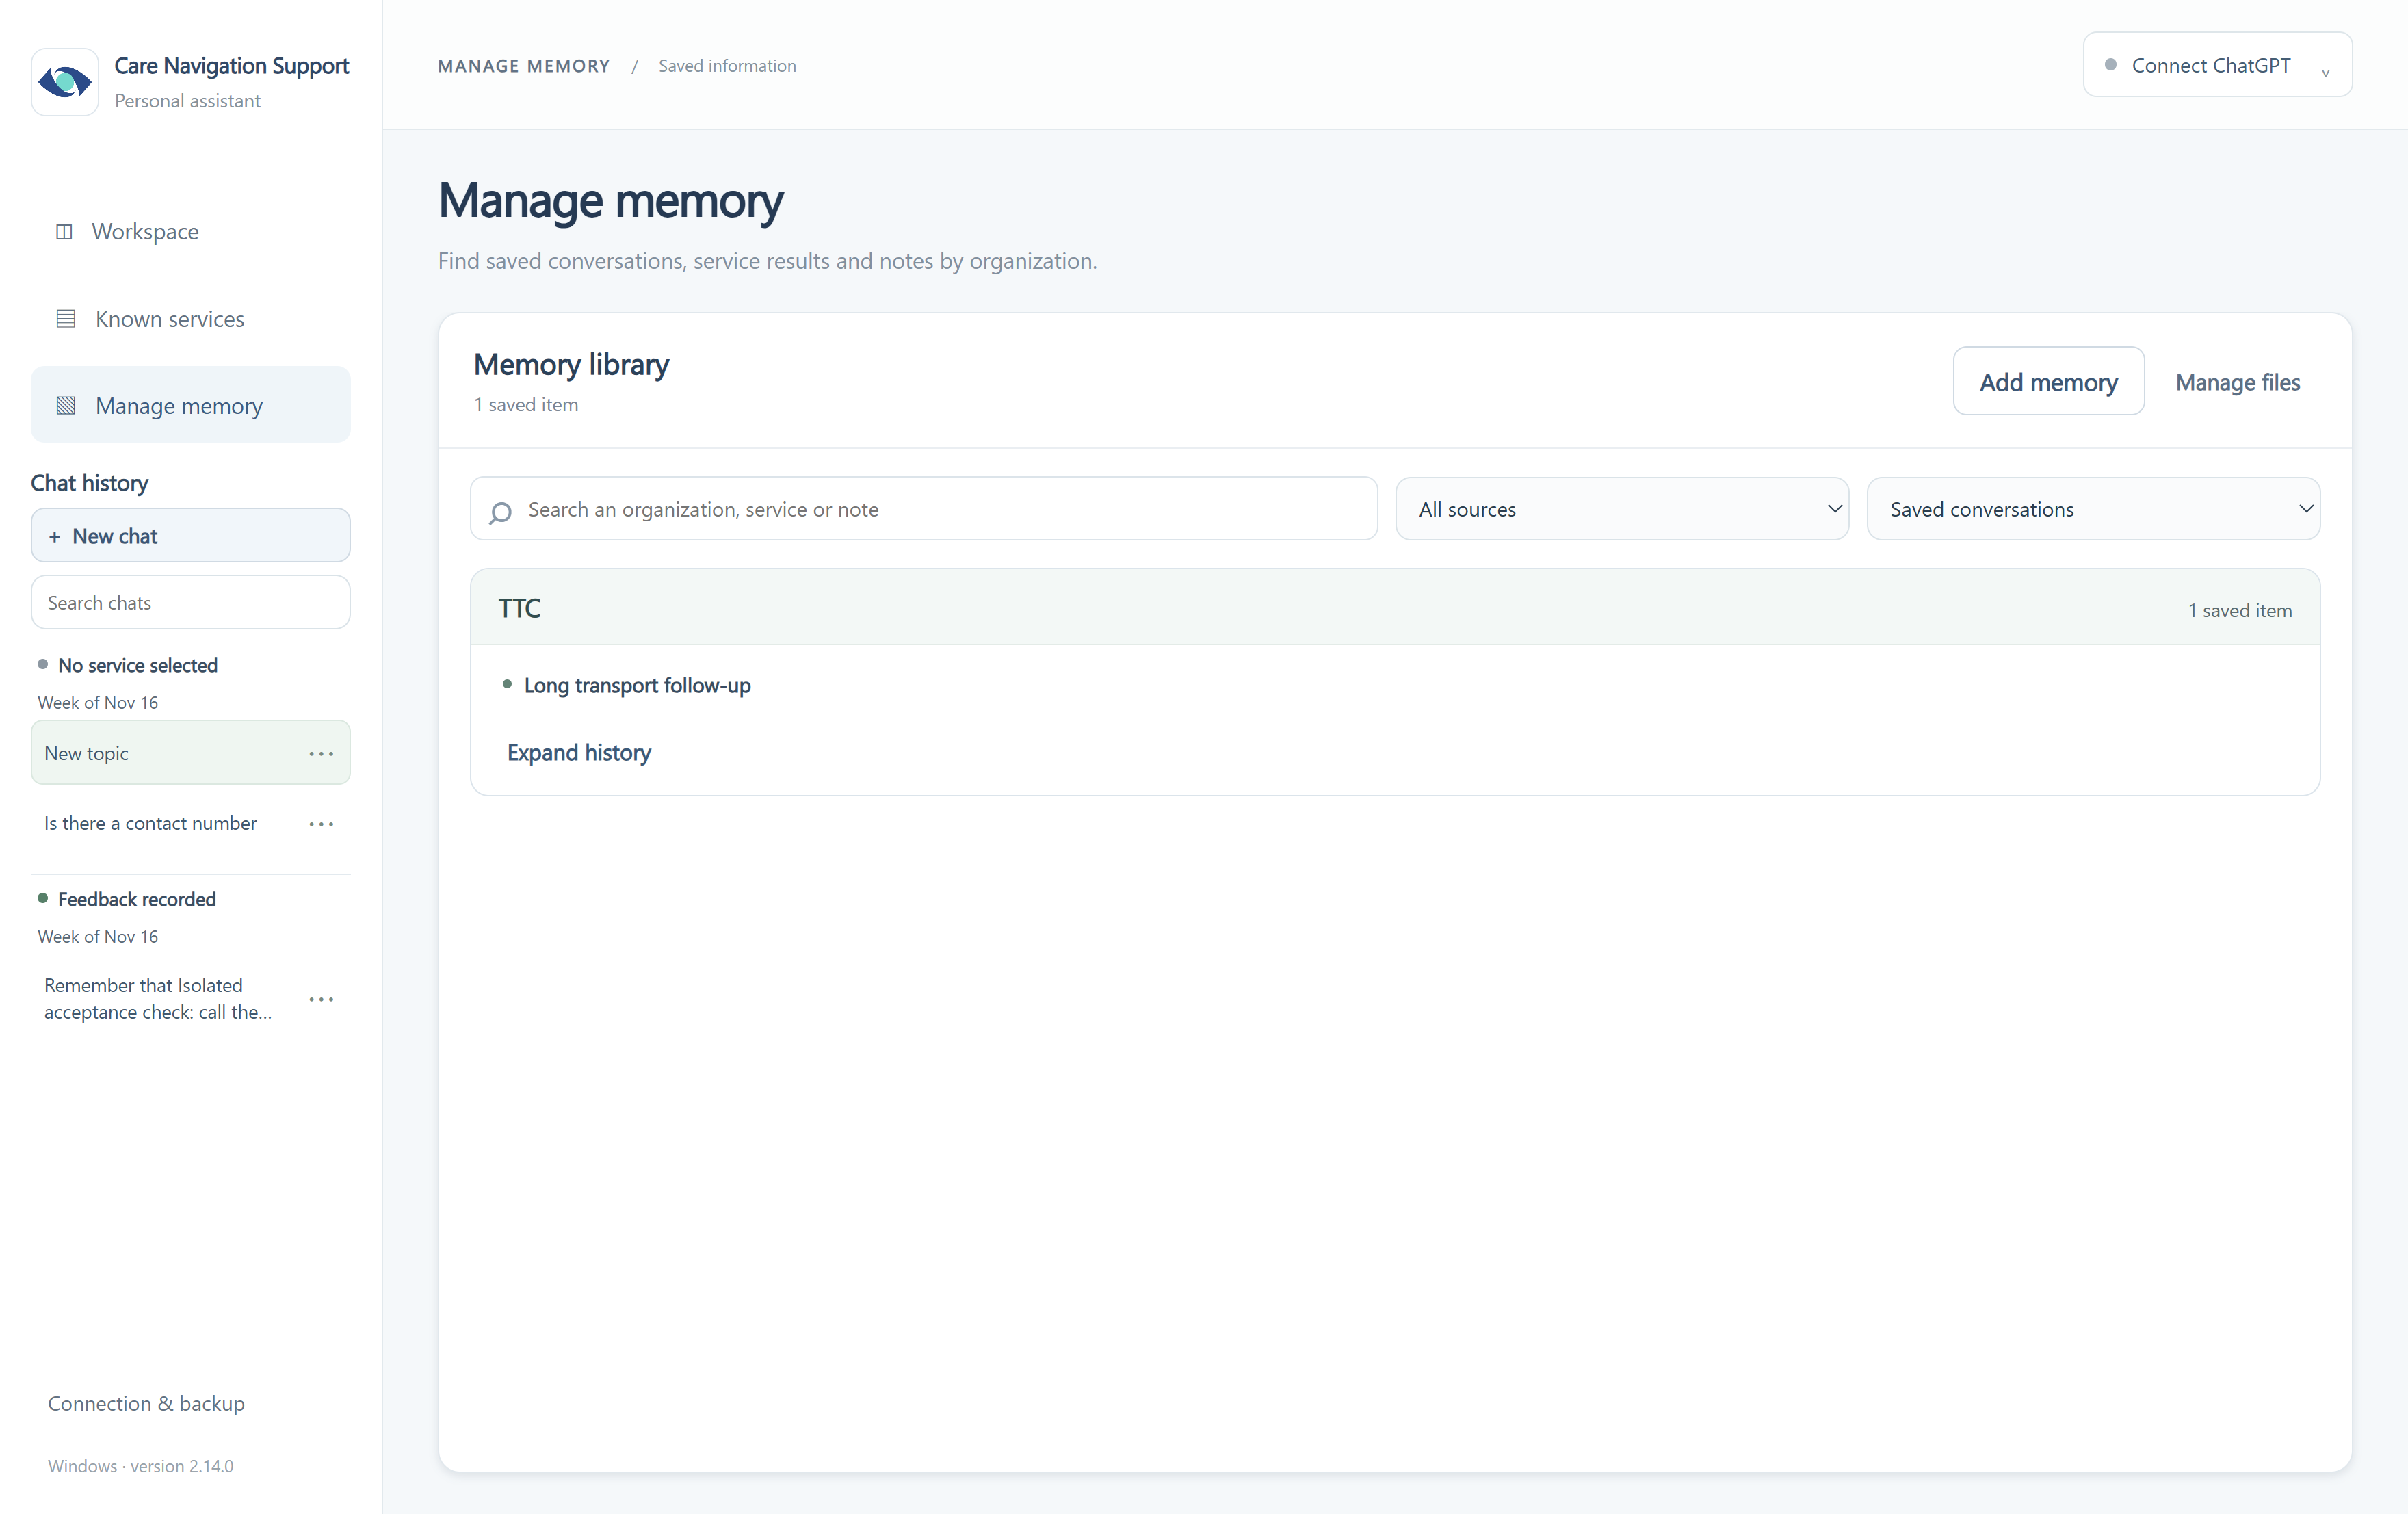 Care Navigation Support
Personal assistant
Workspace
Known services
Manage memory
Chat history
+ New chat
Search chats
No service selected
Week of Nov 16
New topic
Is there a contact number
Feedback recorded
Week of Nov 16
Remember that Isolated
acceptance check: call the...
Connection & backup
Windows · version 2.14.0
MANAGE MEMORY / Saved information
Connect ChatGPT
Manage memory
Find saved conversations, service results and notes by organization.
Memory library
1 saved item
Add memory
Manage files
Search an organization, service or note
All sources
Saved conversations
TTC
1 saved item
Long transport follow-up
Expand history